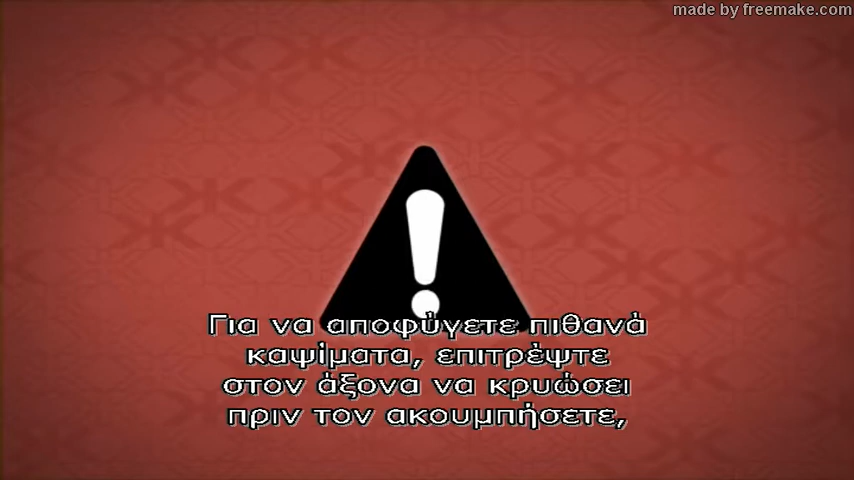 made by freemake.com
Για να αποφύγετε πιθανά
καψίματα, επιτρέψτε
στον άξονα να κρυώσει
πριν τον ακουμπήσετε,